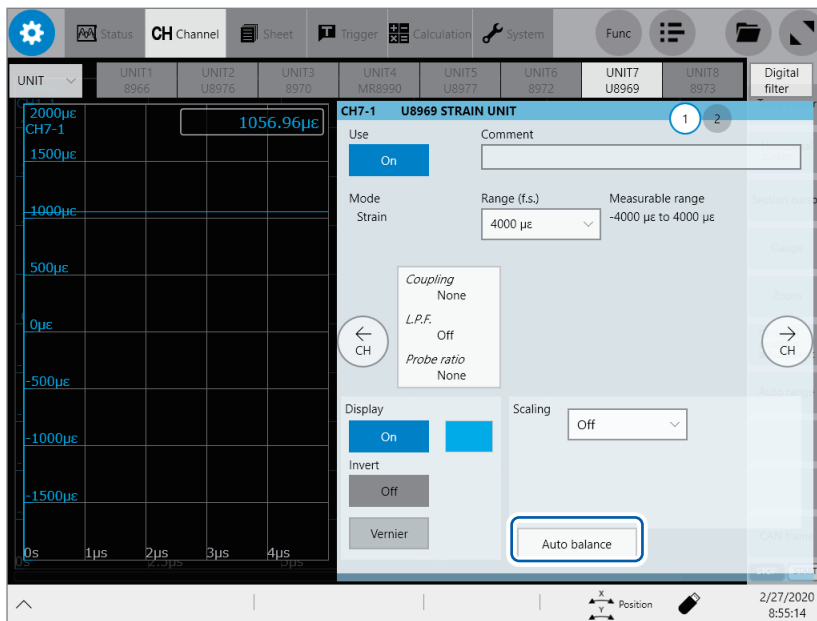 Status CH Channel Sheet Trigger Calculation System Func
UNIT UNIT1 UNIT2 UNIT3 UNIT4 UNIT5 UNIT6 UNIT7 UNIT8 Digital
8966 U8976 8970 MR8990 U8977 8972 U8969 8973 filter
2000με
CH7-1
1056.96με
1500με
1000με
500με
0με
-500με
-1000με
-1500με
0s 1μs 2μs 3μs 4μs
CH7-1 U8969 STRAIN UNIT
1 2
Use Comment
On
Mode Range (f.s.) Measurable range
Strain 4000 με -4000 με to 4000 με
Coupling
None
L.P.F.
Off
Probe ratio
None
← CH
→ CH
Display Scaling
On Off
Invert
Off
Vernier Auto balance
X
Y Position
2/27/2020
8:55:14